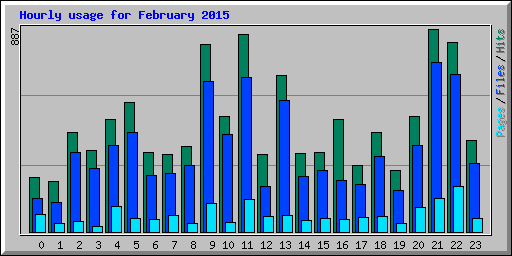 Hourly usage for February 2015
887
Pages/Files/Hits
0 1 2 3 4 5 6 7 8 9 10 11 12 13 14 15 16 17 18 19 20 21 22 23